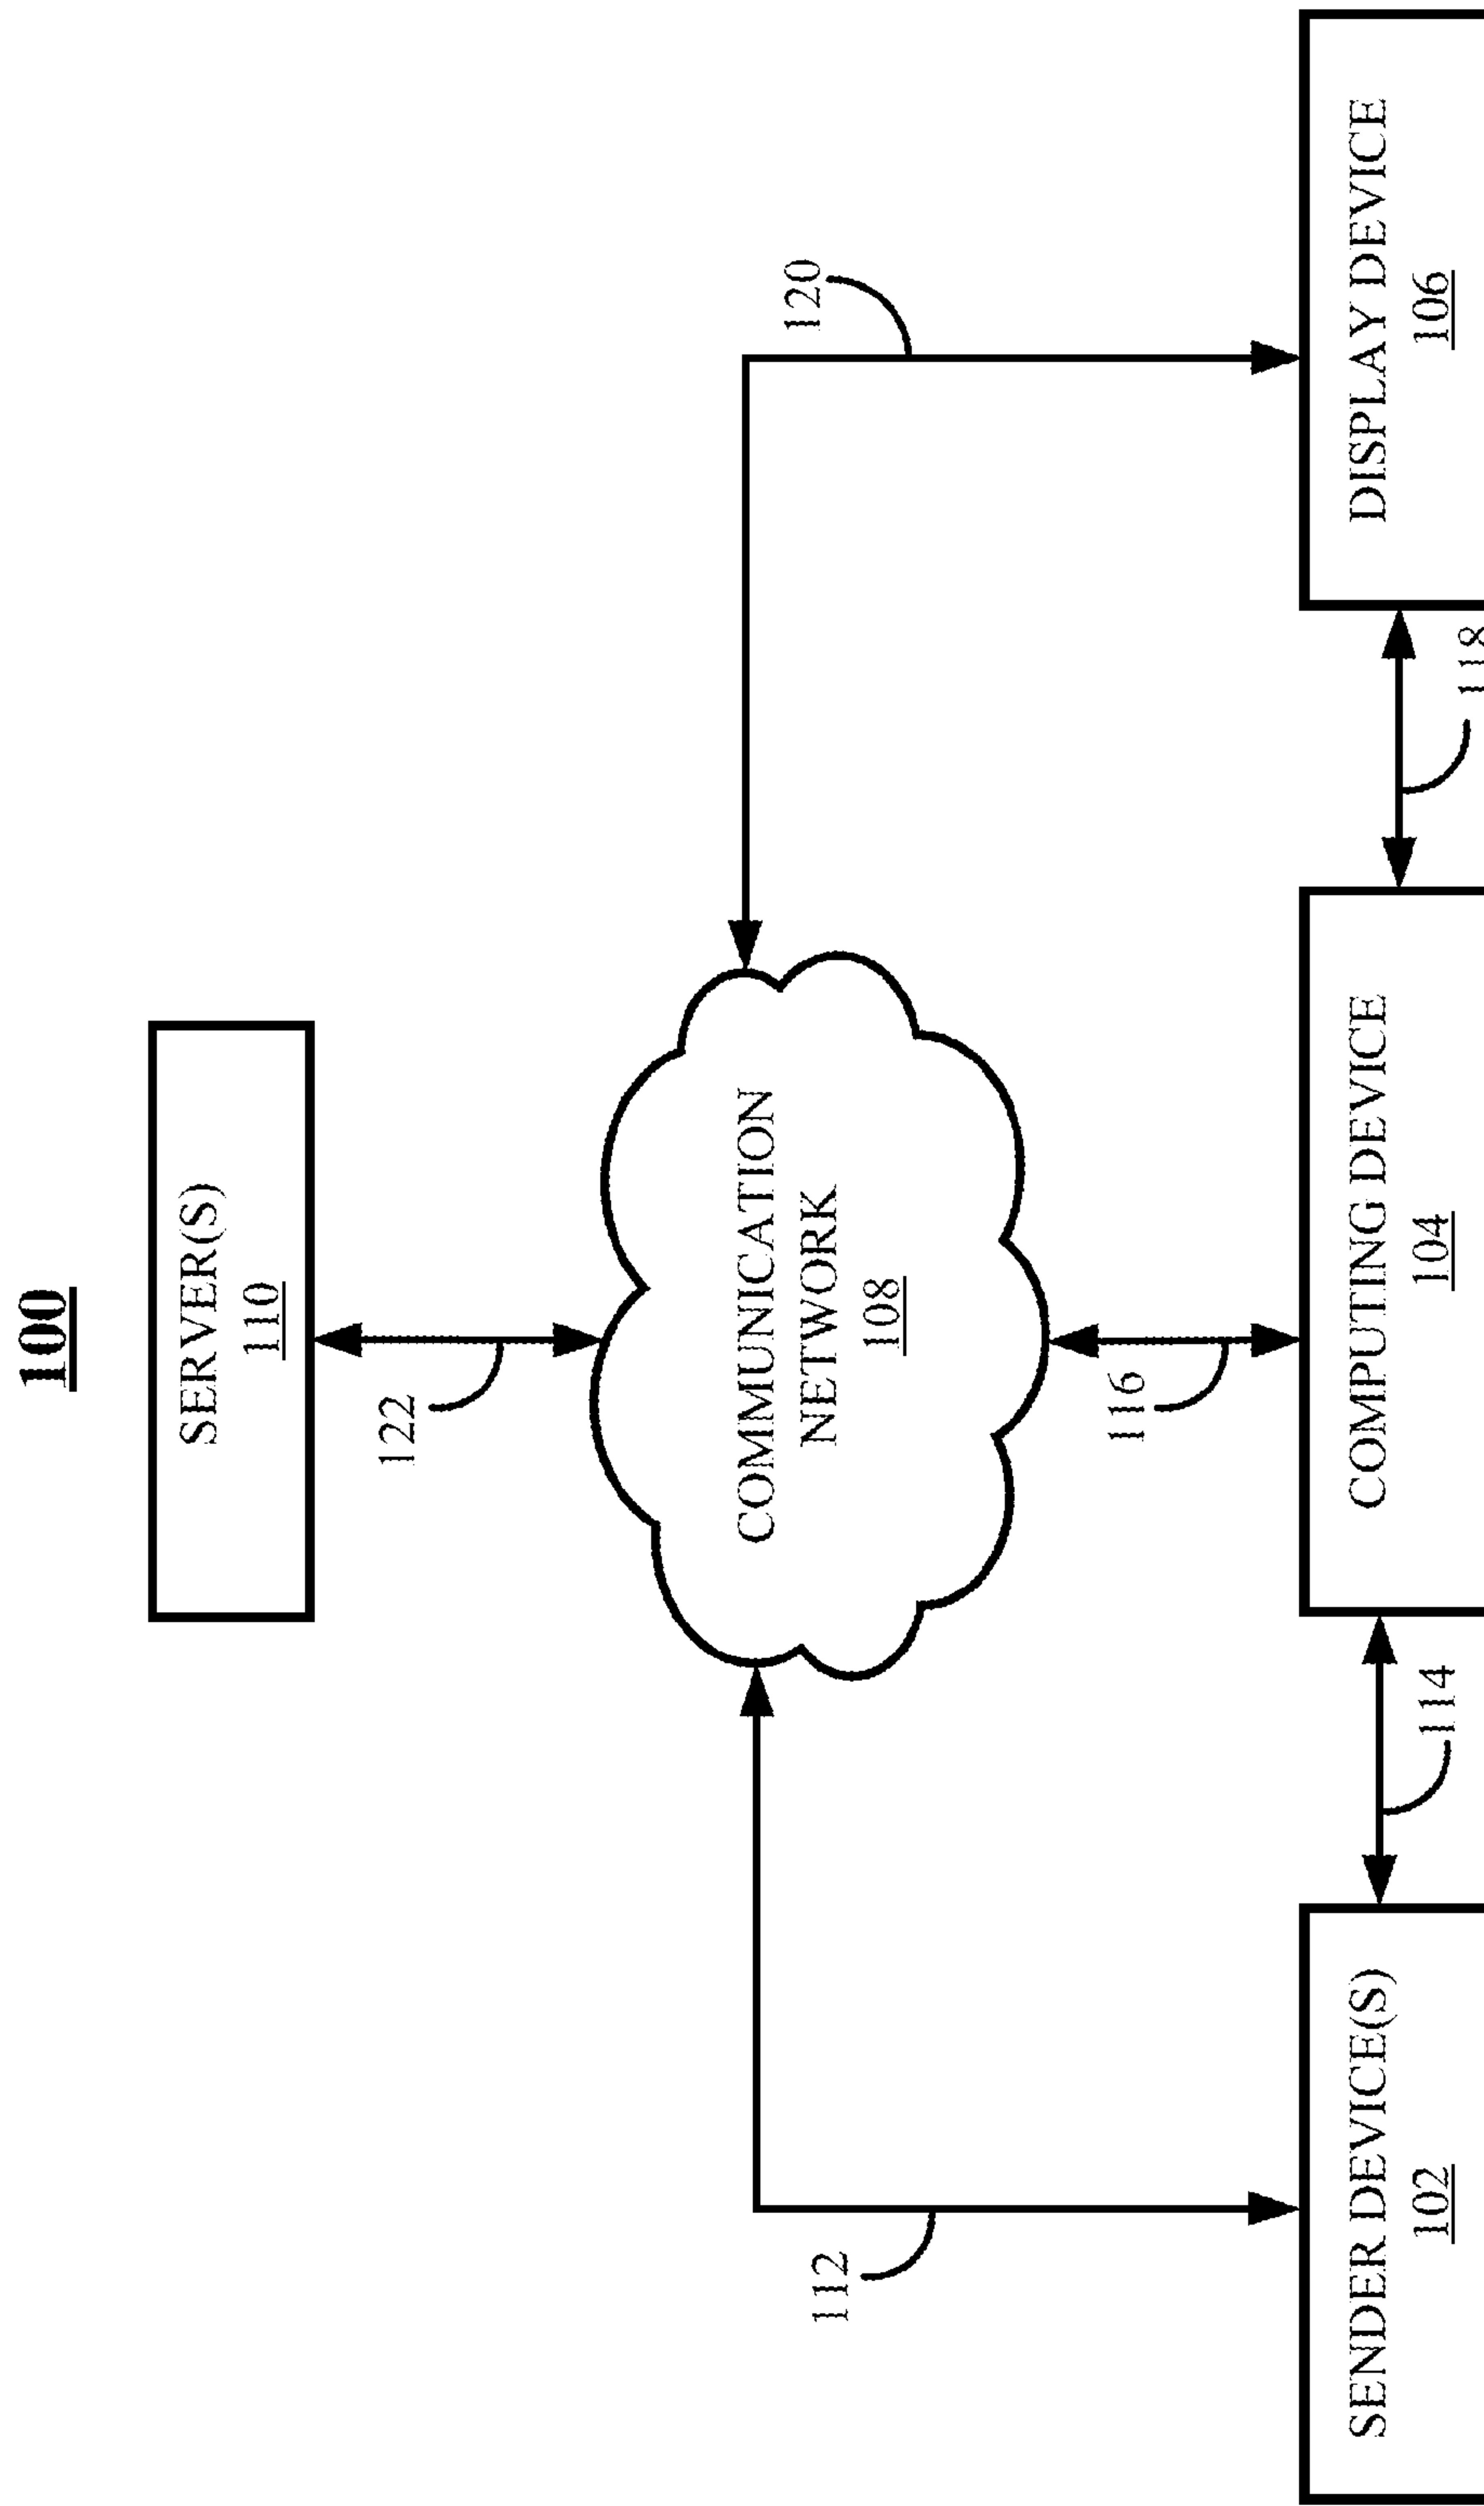 100
SERVER(S)
110
122
COMMUNICATION
NETWORK
108
112
120
116
SENDER DEVICE(S)
102
114
COMPUTING DEVICE
104
118
DISPLAY DEVICE
106